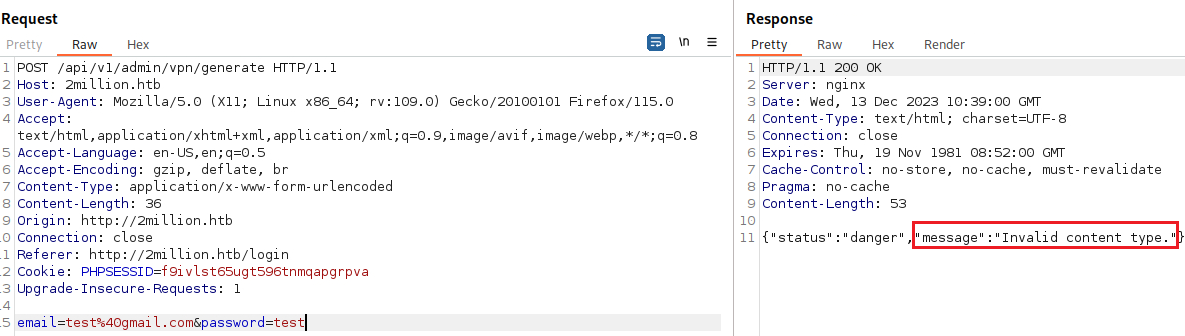 Request
Pretty Raw Hex \n
1 POST /api/v1/admin/vpn/generate HTTP/1.1
2 Host: 2million.htb
3 User-Agent: Mozilla/5.0 (X11; Linux x86_64; rv:109.0) Gecko/20100101 Firefox/115.0
4 Accept:
text/html,application/xhtml+xml,application/xml;q=0.9,image/avif,image/webp,*/*;q=0.8
5 Accept-Language: en-US,en;q=0.5
6 Accept-Encoding: gzip, deflate, br
7 Content-Type: application/x-www-form-urlencoded
8 Content-Length: 36
9 Origin: http://2million.htb
10 Connection: close
11 Referer: http://2million.htb/login
12 Cookie: PHPSESSID=f9ivlst65ugt596tnmqapgrpva
13 Upgrade-Insecure-Requests: 1
14
15 email=test%40gmail.com&password=test
Response
Pretty Raw Hex Render
1 HTTP/1.1 200 OK
2 Server: nginx
3 Date: Wed, 13 Dec 2023 10:39:00 GMT
4 Content-Type: text/html; charset=UTF-8
5 Connection: close
6 Expires: Thu, 19 Nov 1981 08:52:00 GMT
7 Cache-Control: no-store, no-cache, must-revalidate
8 Pragma: no-cache
9 Content-Length: 53
10
11 {"status":"danger","message":"Invalid content type."}